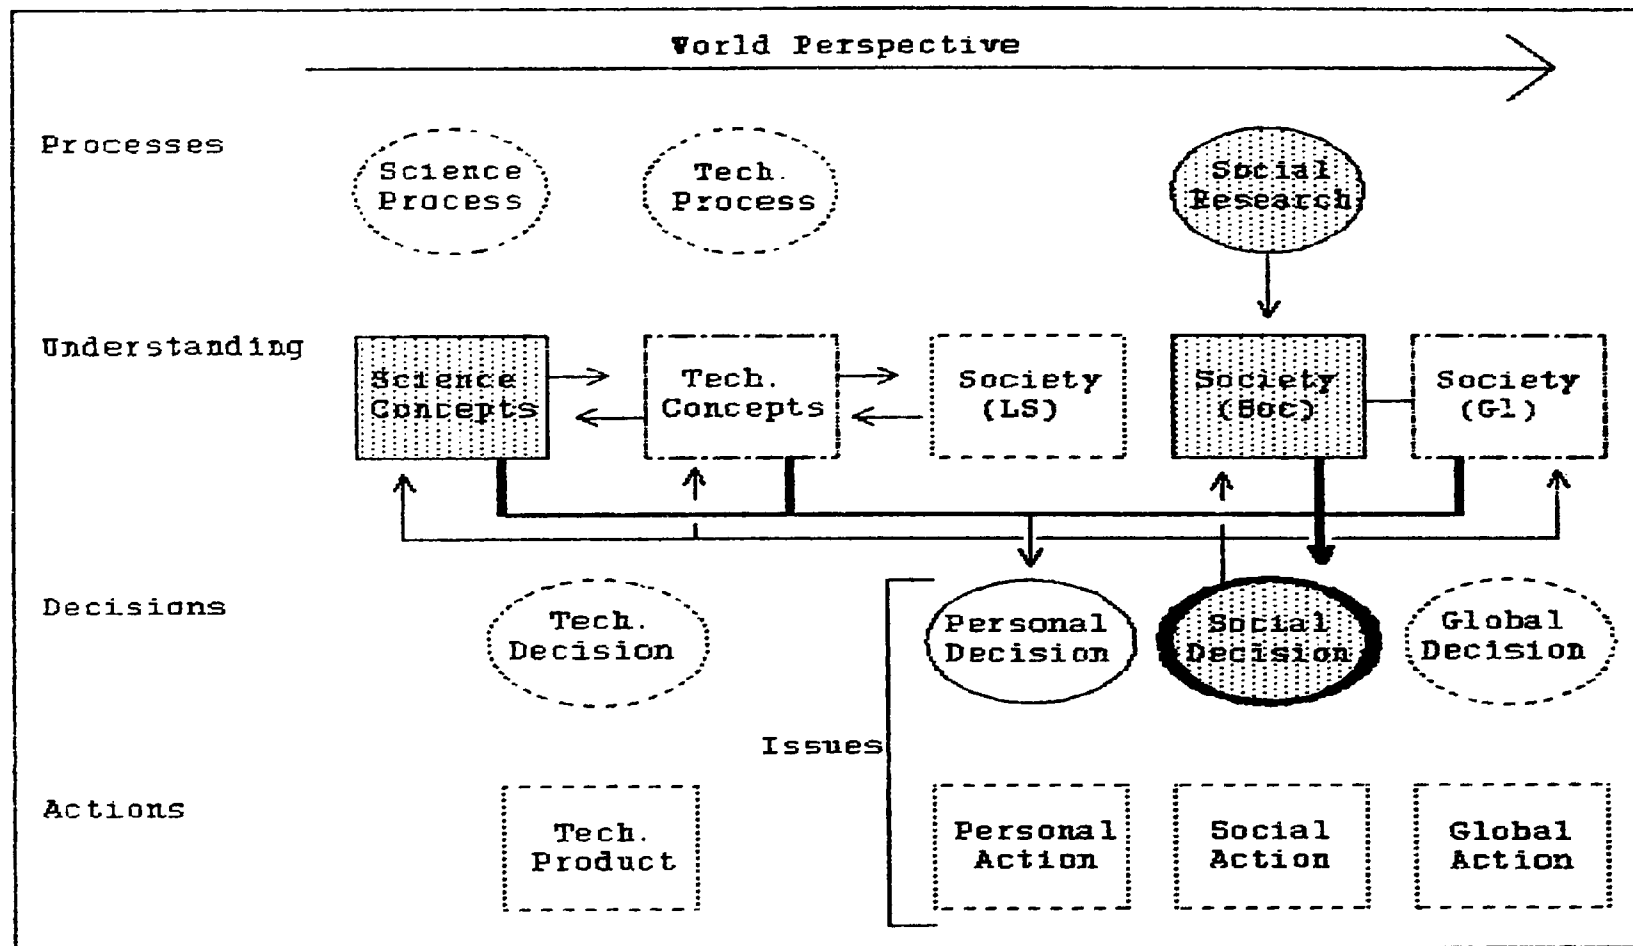 World Perspective
Processes
Science
Process
Tech.
Process
Social
Research
Understanding
Science
Concepts
Tech.
Concepts
Society
(LS)
Society
(Soc)
Society
(Gl)
Decisions
Tech.
Decision
Personal
Decision
Social
Decision
Global
Decision
Issues
Actions
Tech.
Product
Personal
Action
Social
Action
Global
Action